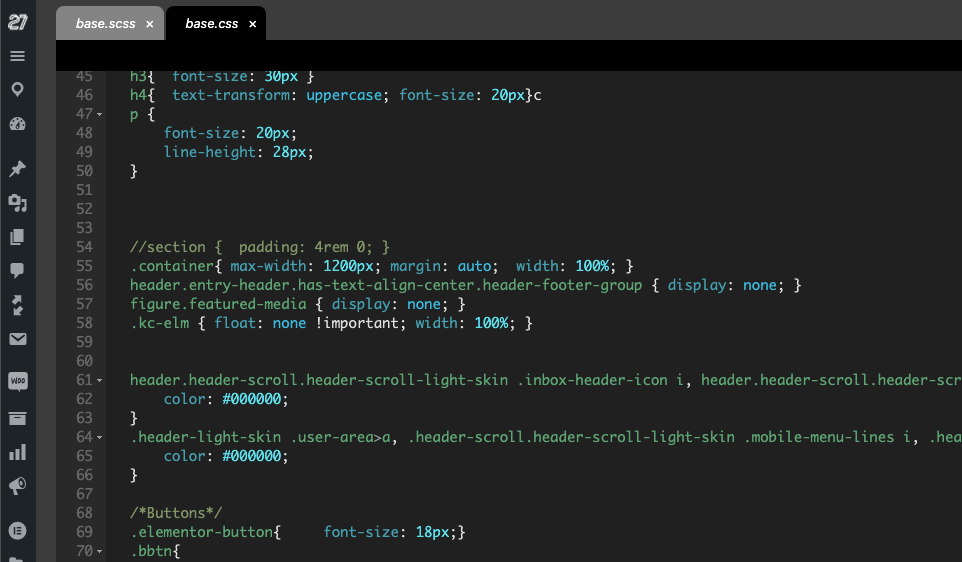 27 base.scss × base.css ×
45 h3{  font-size: 30px }
46 h4{  text-transform: uppercase; font-size: 20px}c
47 p {
48     font-size: 20px;
49     line-height: 28px;
50 }
51
52
53
54 //section {  padding: 4rem 0; }
55 .container{ max-width: 1200px; margin: auto;  width: 100%; }
56 header.entry-header.has-text-align-center.header-footer-group { display: none; }
57 figure.featured-media { display: none; }
58 .kc-elm { float: none !important; width: 100%; }
59
60
61 header.header-scroll.header-scroll-light-skin .inbox-header-icon i, header.header-scroll.header-scr
62     color: #000000;
63 }
64 .header-light-skin .user-area>a, .header-scroll.header-scroll-light-skin .mobile-menu-lines i, .hea
65     color: #000000;
66 }
67
68 /*Buttons*/
69 .elementor-button{     font-size: 18px;}
70 .bbtn{
WOO